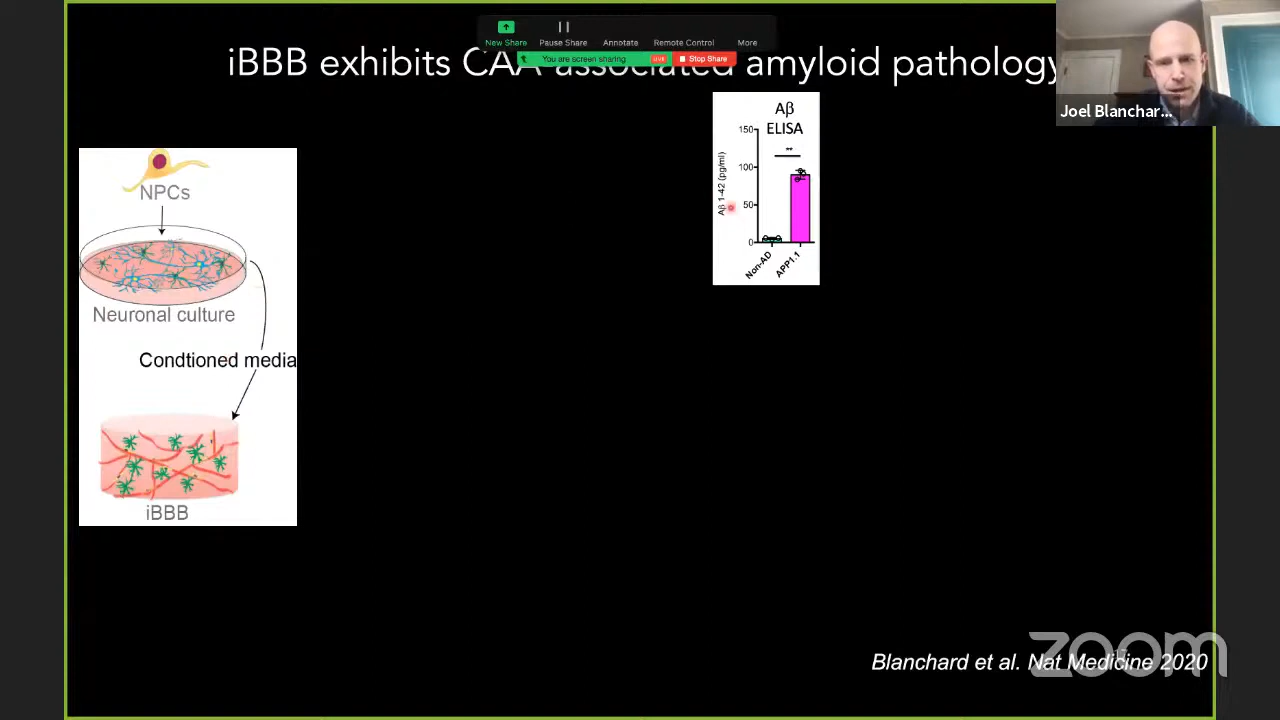 New Share
Pause Share
Annotate
Remote Control
More
You are screen sharing
LIVE
Stop Share
iBBB exhibits CAA-associated amyloid pathology
Joel Blanchar...
NPCs
Neuronal culture
Condtioned media
iBBB
Aβ
ELISA
Aβ 1-42 (pg/ml)
150
**
100
50
0
Non-AD
APP1.1
Blanchard et al. Nat Medicine 2020
zoom